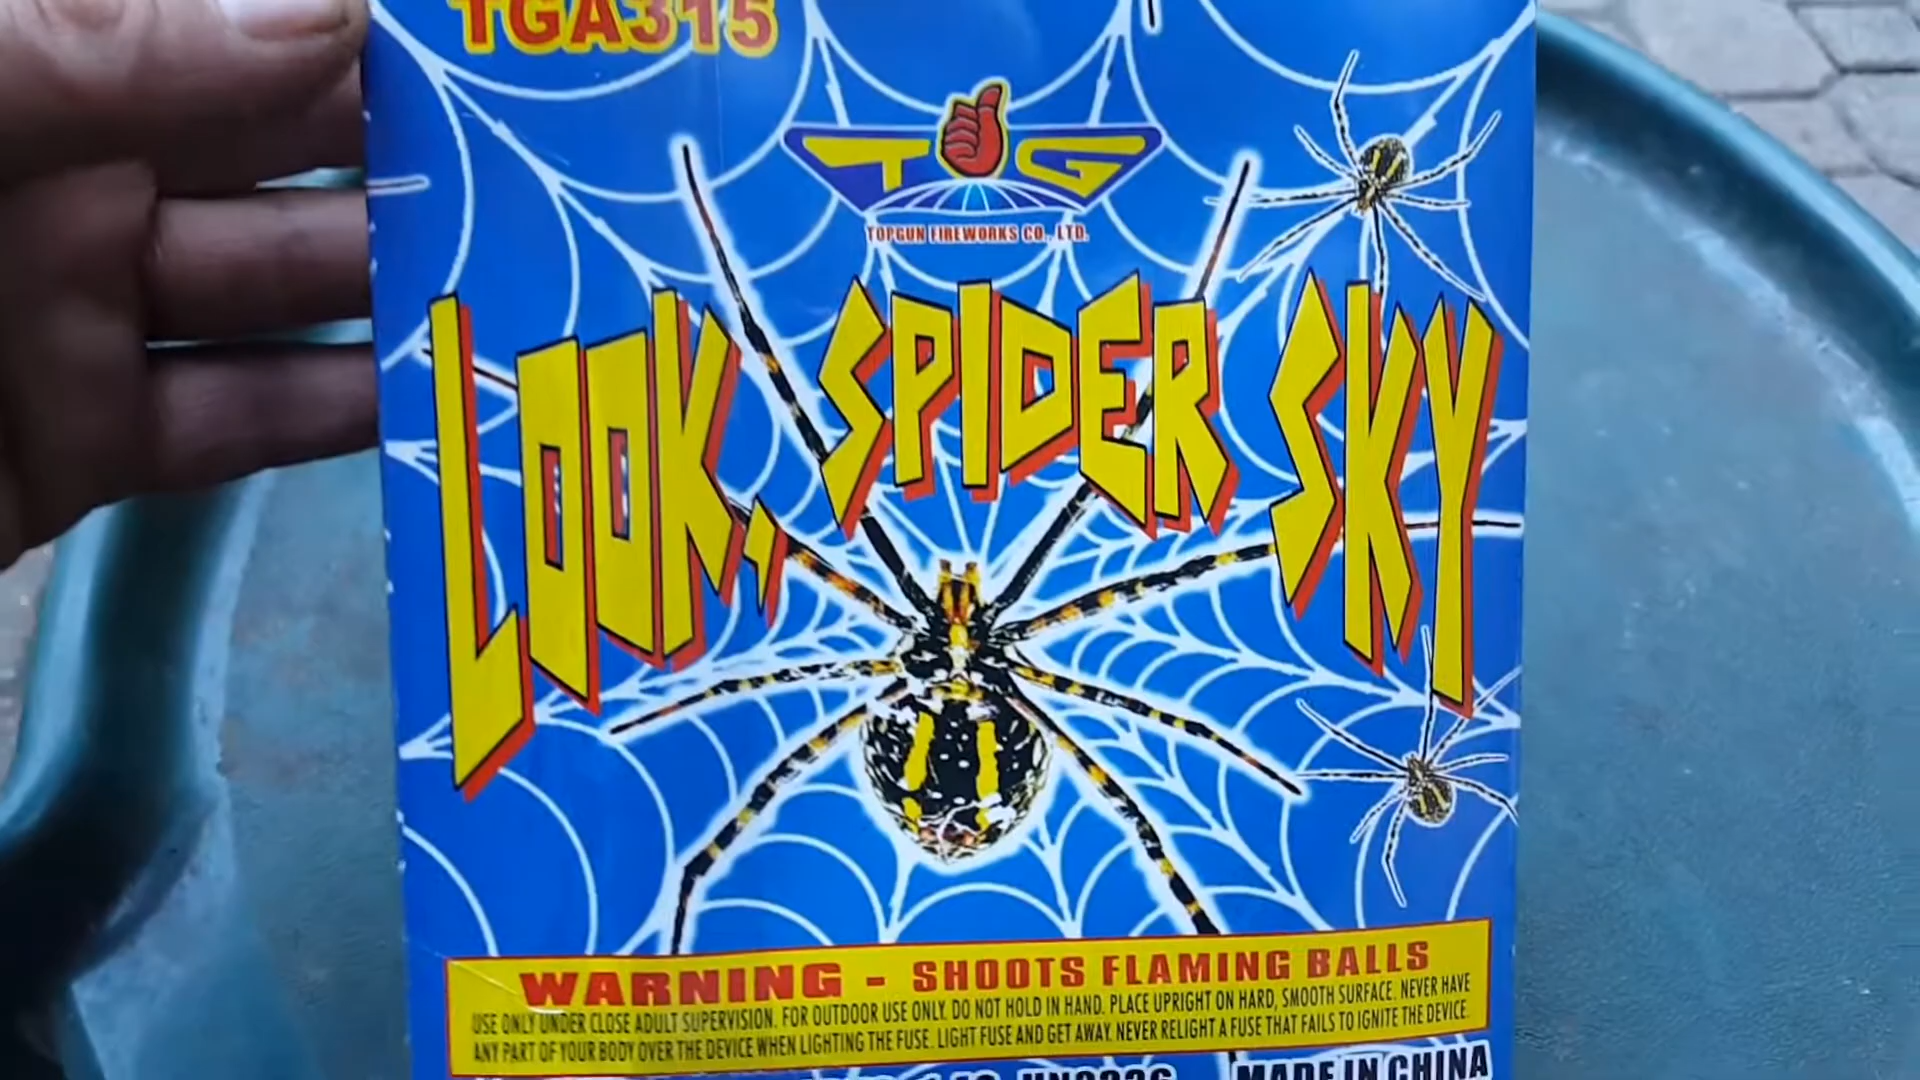 TGA315
TG
TOPGUN FIREWORKS CO., LTD.
LOOK, SPIDER SKY
WARNING - SHOOTS FLAMING BALLS
USE ONLY UNDER CLOSE ADULT SUPERVISION. FOR OUTDOOR USE ONLY. DO NOT HOLD IN HAND. PLACE UPRIGHT ON HARD, SMOOTH SURFACE. NEVER HAVE
ANY PART OF YOUR BODY OVER THE DEVICE WHEN LIGHTING THE FUSE. LIGHT FUSE AND GET AWAY. NEVER RELIGHT A FUSE THAT FAILS TO IGNITE THE DEVICE.
MADE IN CHINA